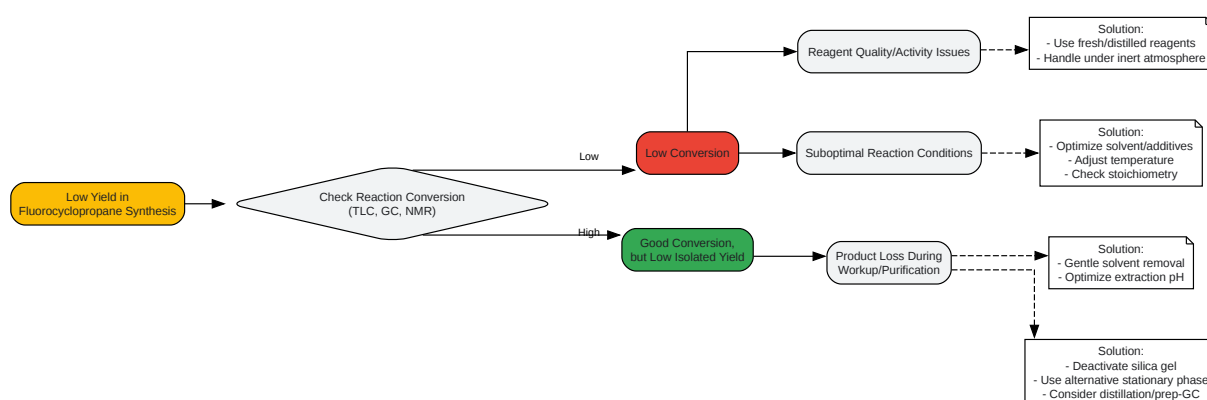 Low Yield in
Fluorocyclopropane Synthesis
Check Reaction Conversion
(TLC, GC, NMR)
Low
High
Low Conversion
Good Conversion,
but Low Isolated Yield
Reagent Quality/Activity Issues
Suboptimal Reaction Conditions
Product Loss During
Workup/Purification
Solution:
- Use fresh/distilled reagents
- Handle under inert atmosphere
Solution:
- Optimize solvent/additives
- Adjust temperature
- Check stoichiometry
Solution:
- Gentle solvent removal
- Optimize extraction pH
Solution:
- Deactivate silica gel
- Use alternative stationary phase
- Consider distillation/prep-GC